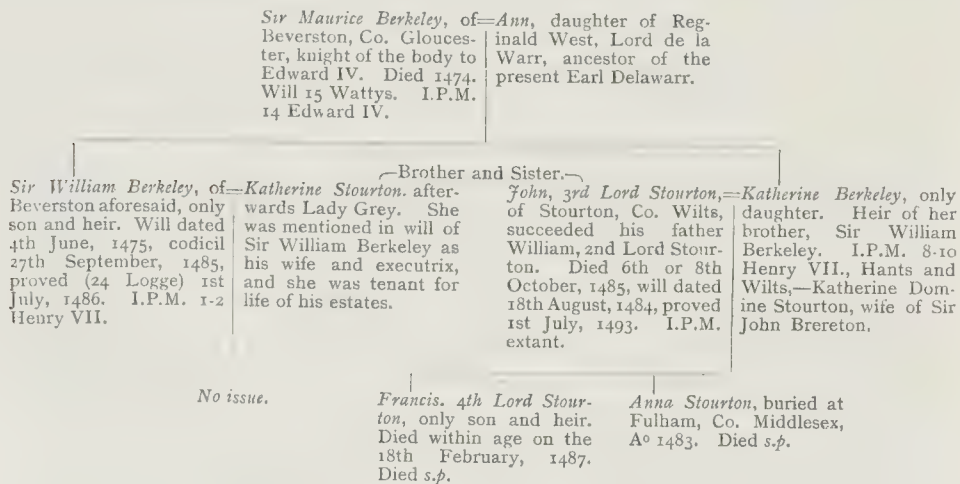 Sir Maurice Berkeley, of=
Beverston, Co. Glouces-
ter, knight of the body to
Edward IV. Died 1474.
Will 15 Wattys. I.P.M.
14 Edward IV.
Ann, daughter of Reg-
inald West, Lord de la
Warr, ancestor of the
present Earl Delawarr.
Brother and Sister.
Sir William Berkeley, of=
Beverston aforesaid, only
son and heir. Will dated
4th June, 1475, codicil
27th September, 1485,
proved (24 Logge) 1st
July, 1486. I.P.M. 1-2
Henry VII.
Katherine Stourton. after-
wards Lady Grey. She
was mentioned in will of
Sir William Berkeley as
his wife and executrix,
and she was tenant for
life of his estates.
John, 3rd Lord Stourton,=
of Stourton, Co. Wilts,
succeeded his father
William, 2nd Lord Stour-
ton. Died 6th or 8th
October, 1485, will dated
18th August, 1484, proved
1st July, 1493. I.P.M.
extant.
Katherine Berkeley, only
daughter. Heir of her
brother, Sir William
Berkeley. I.P.M. 8-10
Henry VII., Hants and
Wilts,—Katherine Dom-
ine Stourton, wife of Sir
John Brereton.
No issue.
Francis. 4th Lord Stour-
ton, only son and heir.
Died within age on the
18th February, 1487.
Died s.p.
Anna Stourton, buried at
Fulham, Co. Middlesex,
Aº 1483. Died s.p.